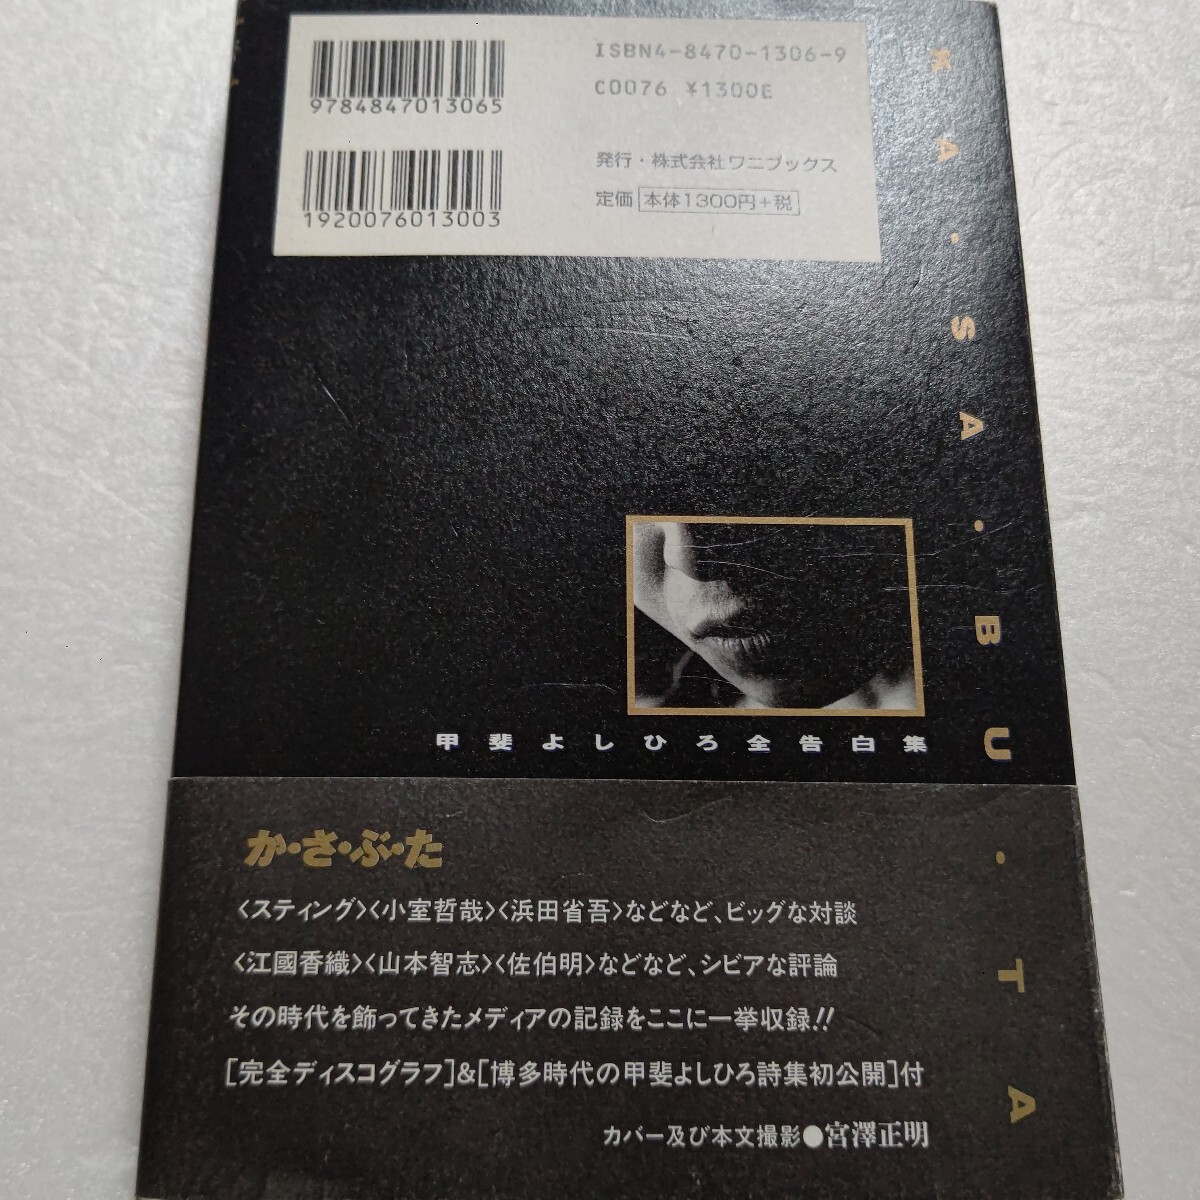 9784847013065
ISBN4-8470-1306-9
C0076 ¥1300E
1920076013003
発行・株式会社ワニブックス
定価 本体1300円+税
KA・SA・BU・TA
甲斐よしひろ全告白集
か・さ・ぶ・た
〈スティング〉〈小室哲哉〉〈浜田省吾〉などなど、ビッグな対談
〈江國香織〉〈山本智志〉〈佐伯明〉などなど、シビアな評論
その時代を飾ってきたメディアの記録をここに一挙収録!!
[完全ディスコグラフ]&[博多時代の甲斐よしひろ詩集初公開]付
カバー及び本文撮影●宮澤正明